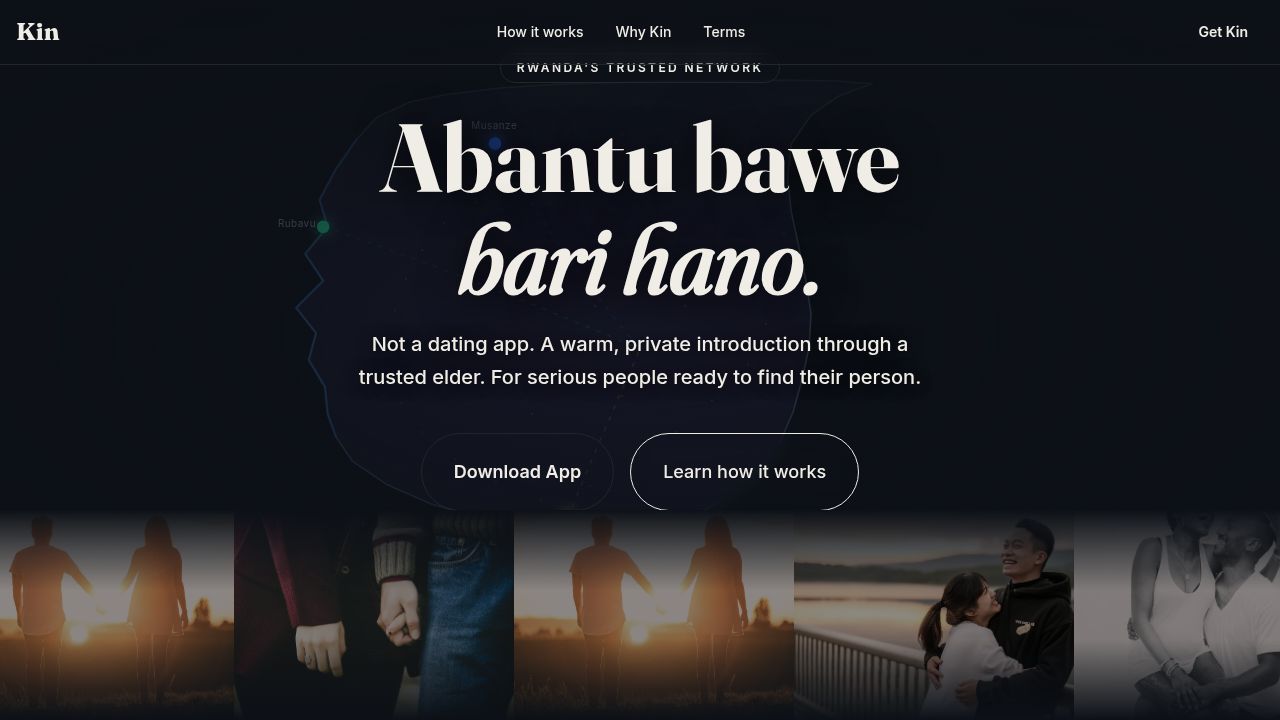 Kin
How it works
Why Kin
Terms
Get Kin
RWANDA'S TRUSTED NETWORK
Musanze
Abantu bawe
Rubavu
bari hano.
Not a dating app. A warm, private introduction through a
trusted elder. For serious people ready to find their person.
Download App
Learn how it works